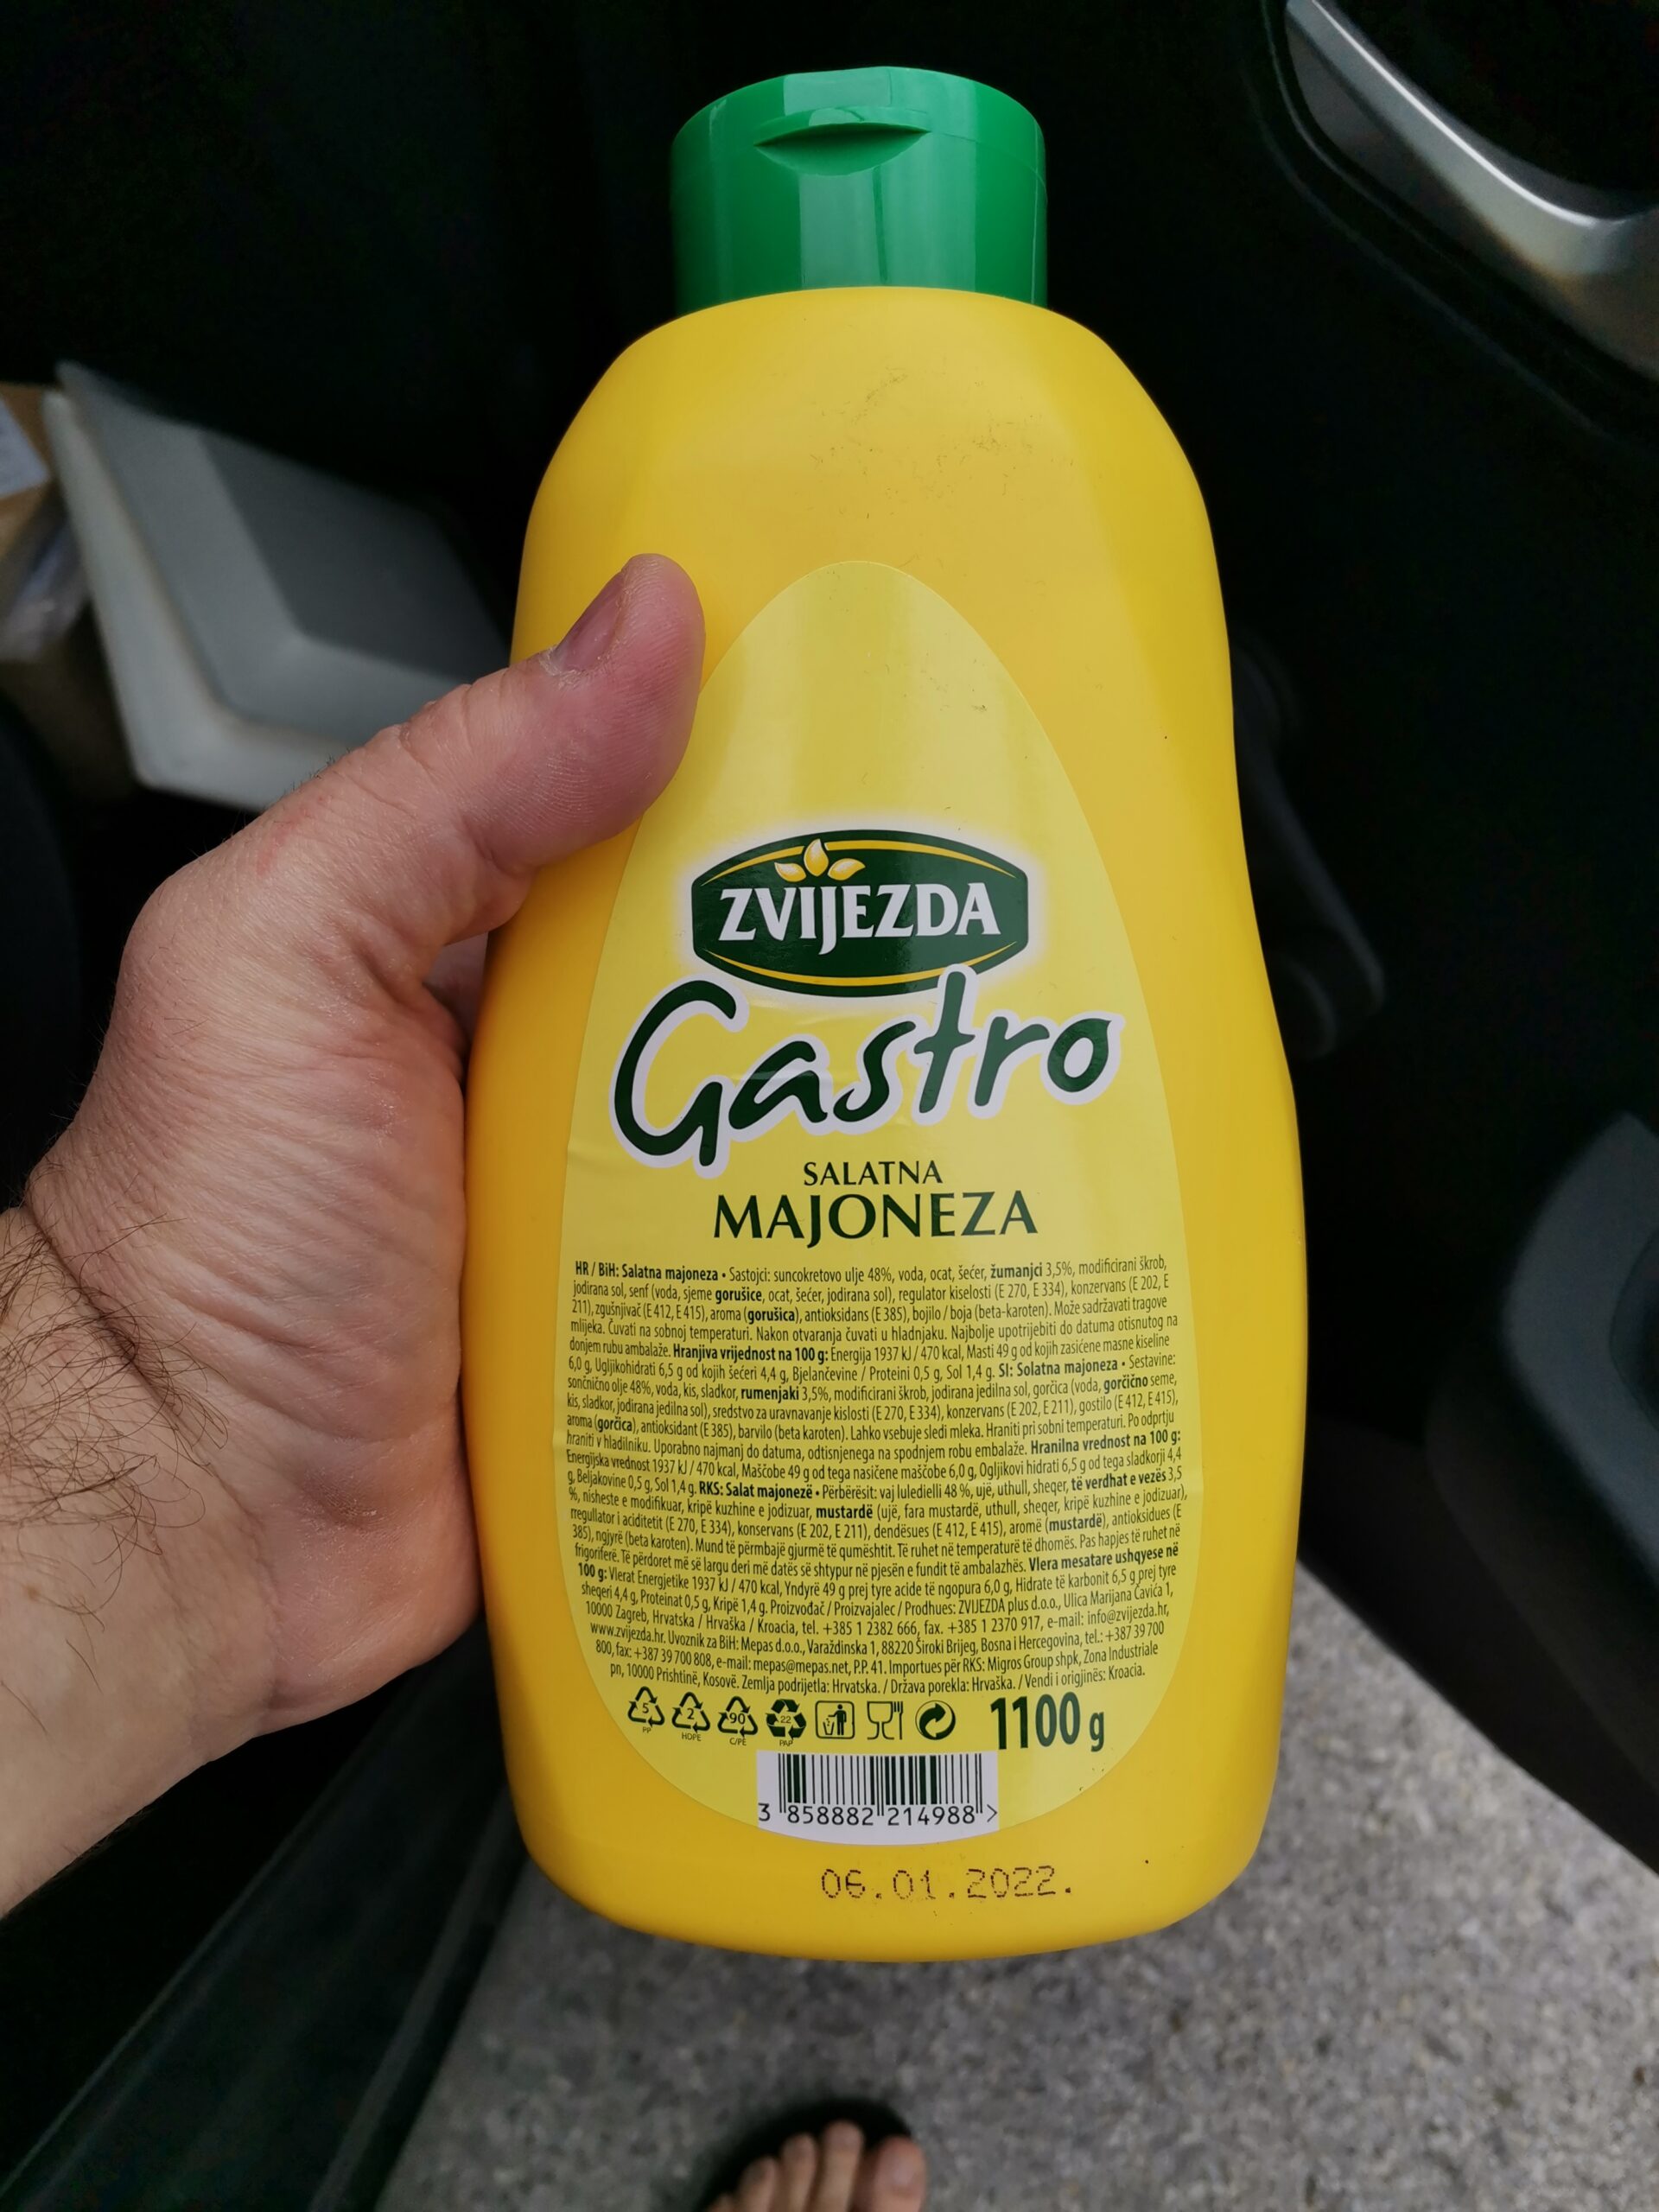 ZVIJEZDA
Gastro
SALATNA
MAJONEZA
HR / BiH: Salatna majoneza • Sastojci: suncokretovo ulje 48%, voda, ocat, šećer, žumanjci 3,5%, modificirani škrob,
jodirana sol, senf (voda, sjeme gorušice, ocat, šećer, jodirana sol), regulator kiselosti (E 270, E 334), konzervans (E 202, E
211), zgušnjivač (E 412, E 415), aroma (gorušica), antioksidans (E 385), bojilo / boja (beta-karoten). Može sadržavati tragove
mlijeka. Čuvati na sobnoj temperaturi. Nakon otvaranja čuvati u hladnjaku. Najbolje upotrijebiti do datuma otisnutog na
donjem rubu ambalaže. Hranjiva vrijednost na 100 g: Energija 1937 kJ / 470 kcal, Masti 49 g od kojih zasićene masne kiseline
6,0 g, Ugljikohidrati 6,5 g od kojih šećeri 4,4 g, Bjelančevine / Proteini 0,5 g, Sol 1,4 g. SI: Solatna majoneza • Sestavine:
sončnično olje 48%, voda, kis, sladkor, rumenjaki 3,5%, modificirani škrob, jodirana jedilna sol, gorčica (voda, gorčično seme,
kis, sladkor, jodirana jedilna sol), sredstvo za uravnavanje kislosti (E 270, E 334), konzervans (E 202, E 211), gostilo (E 412, E 415),
aroma (gorčica), antioksidant (E 385), barvilo (beta karoten). Lahko vsebuje sledi mleka. Hraniti pri sobni temperaturi. Po odprtju
hraniti v hladilniku. Uporabno najmanj do datuma, odtisnjenega na spodnjem robu embalaže. Hranilna vrednost na 100 g:
Energijska vrednost 1937 kJ / 470 kcal, Maščobe 49 g od tega nasičene maščobe 6,0 g, Ogljikovi hidrati 6,5 g od tega sladkorji 4,4
g, Beljakovine 0,5 g, Sol 1,4 g. RKS: Salat majonezë • Përbërësit: vaj luledielli 48 %, ujë, uthull, sheqer, të verdhat e vezës 3,5
%, nisheste e modifikuar, kripë kuzhine e jodizuar, mustardë (ujë, fara mustardë, uthull, sheqer, kripë kuzhine e jodizuar),
rregullator i aciditetit (E 270, E 334), konservans (E 202, E 211), dendësues (E 412, E 415), aromë (mustardë), antioksidues (E
385), ngjyrë (beta karoten). Mund të përmbajë gjurmë të qumështit. Të ruhet në temperaturë të dhomës. Pas hapjes të ruhet në
frigoriferë. Të përdoret më së largu deri më datës së shtypur në pjesën e fundit të ambalazhës. Vlera mesatare ushqyese në
100 g: Vlerat Energjetike 1937 kJ / 470 kcal, Yndyrë 49 g prej tyre acide të ngopura 6,0 g, Hidrate të karbonit 6,5 g prej tyre
sheqeri 4,4 g, Proteinat 0,5 g, Kripë 1,4 g. Proizvođač / Proizvajalec / Prodhues: ZVIJEZDA plus d.o.o., Ulica Marijana Čavića 1,
10000 Zagreb, Hrvatska / Hrvaška / Kroacia, tel. +385 1 2382 666, fax. +385 1 2370 917, e-mail: info@zvijezda.hr,
www.zvijezda.hr. Uvoznik za BiH: Mepas d.o.o., Varaždinska 1, 88220 Široki Brijeg, Bosna i Hercegovina, tel.: +387 39 700
800, fax: +387 39 700 808, e-mail: mepas@mepas.net, P.P. 41. Importues për RKS: Migros Group shpk, Zona Industriale
pn, 10000 Prishtinë, Kosovë. Zemlja podrijetla: Hrvatska. / Država porekla: Hrvaška. / Vendi i origjinës: Kroacia.
5 2 90 22
PP HDPE C/PE PAP
1100 g
3 858882 214988 >
06.01.2022.